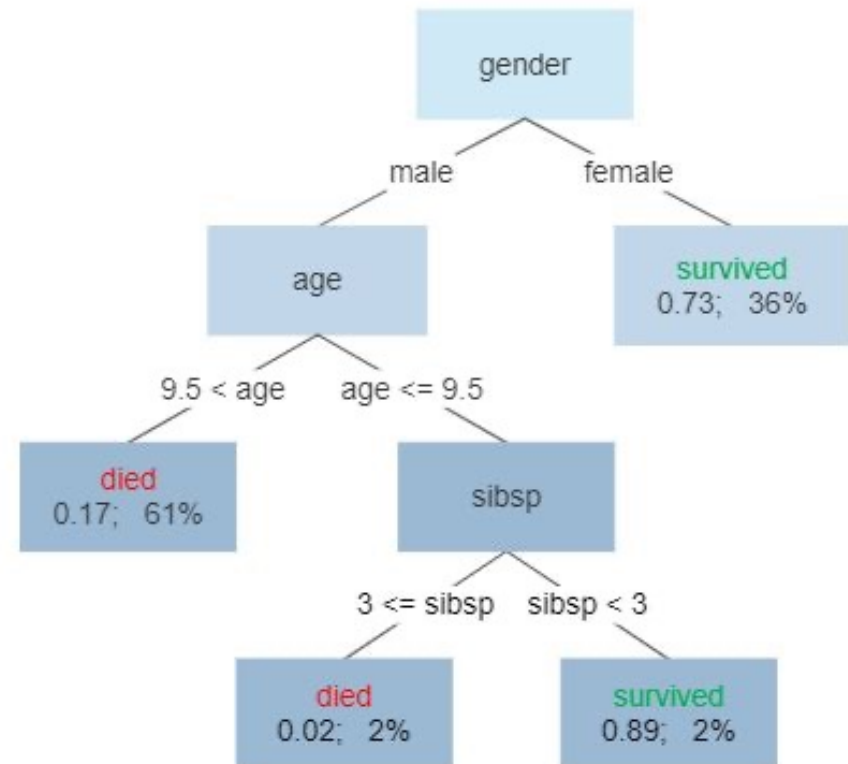 gender
male female
age
survived
0.73; 36%
9.5 < age age <= 9.5
died
0.17; 61%
sibsp
3 <= sibsp sibsp < 3
died
0.02; 2%
survived
0.89; 2%